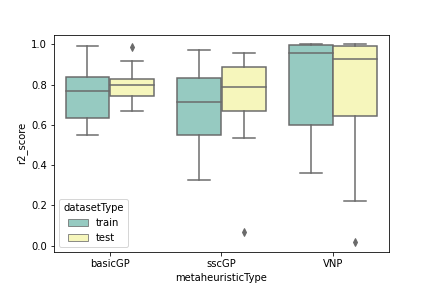 1.0
0.8
0.6
0.4
0.2
0.0
r2_score
datasetType
train
test
basicGP
sscGP
VNP
metaheuristicType